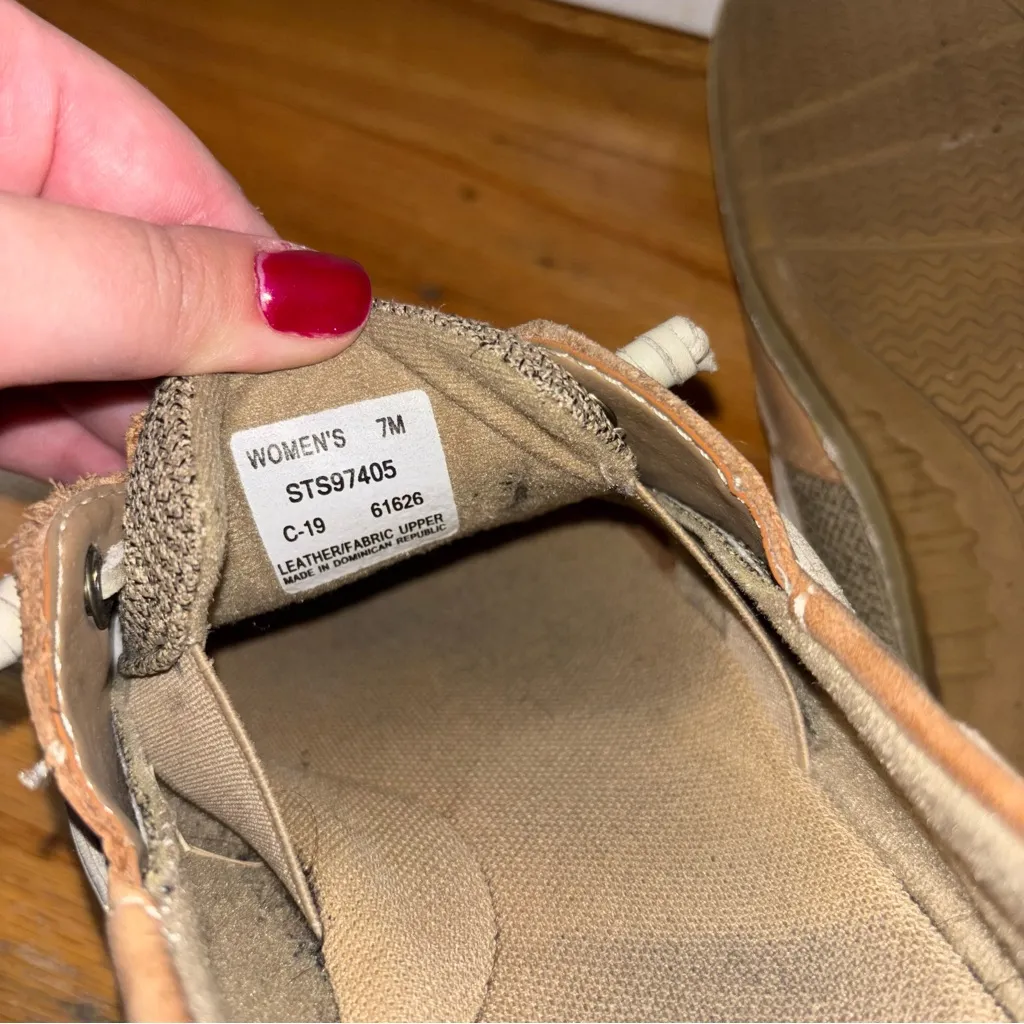 WOMEN'S 7M
STS97405
C-19 61626
LEATHER/FABRIC UPPER
MADE IN DOMINICAN REPUBLIC